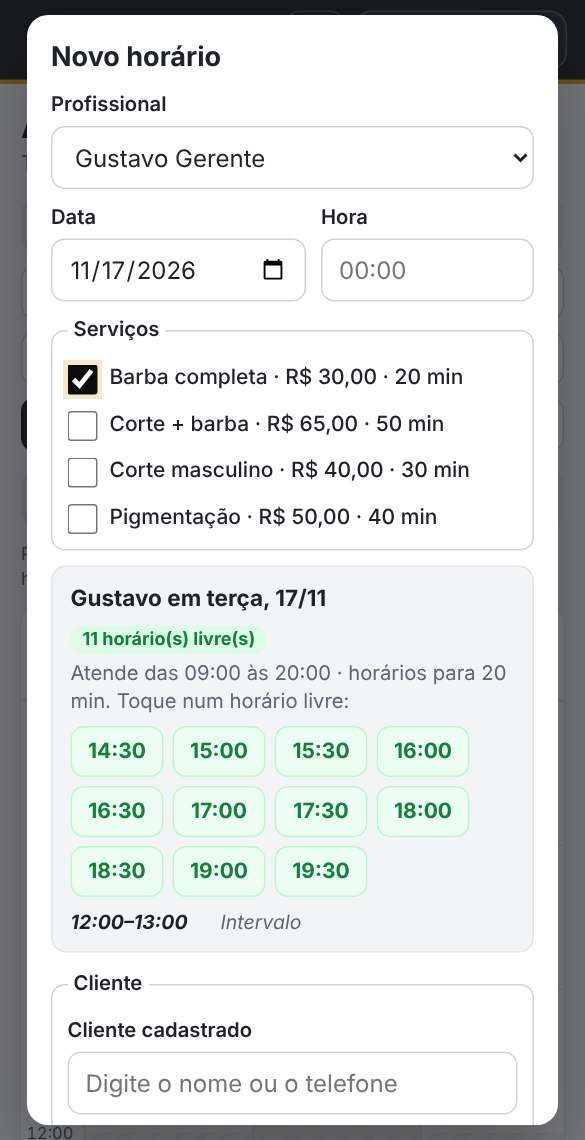 Novo horário
Profissional
Gustavo Gerente
Data
Hora
11/17/2026
00:00
Serviços
Barba completa · R$ 30,00 · 20 min
Corte + barba · R$ 65,00 · 50 min
Corte masculino · R$ 40,00 · 30 min
Pigmentação · R$ 50,00 · 40 min
Gustavo em terça, 17/11
11 horário(s) livre(s)
Atende das 09:00 às 20:00 · horários para 20
min. Toque num horário livre:
14:30 15:00 15:30 16:00
16:30 17:00 17:30 18:00
18:30 19:00 19:30
12:00–13:00 Intervalo
Cliente
Cliente cadastrado
Digite o nome ou o telefone
12:00